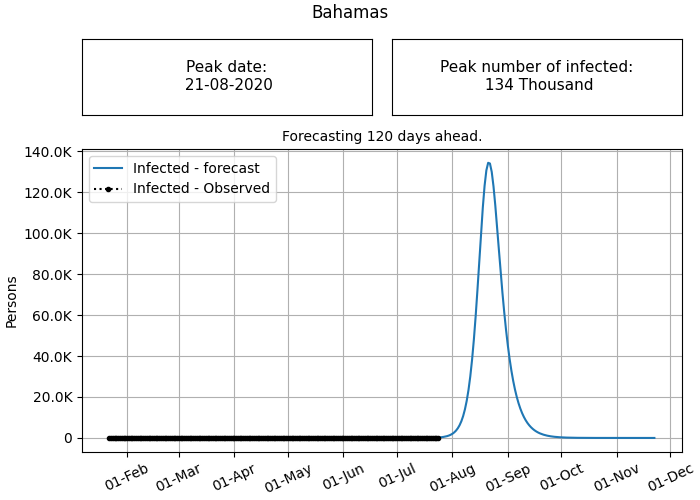 Bahamas
Peak date:
21-08-2020
Peak number of infected:
134 Thousand
Forecasting 120 days ahead.
Infected - forecast
Infected - Observed
Persons
140.0K
120.0K
100.0K
80.0K
60.0K
40.0K
20.0K
0
01-Feb
01-Mar
01-Apr
01-May
01-Jun
01-Jul
01-Aug
01-Sep
01-Oct
01-Nov
01-Dec